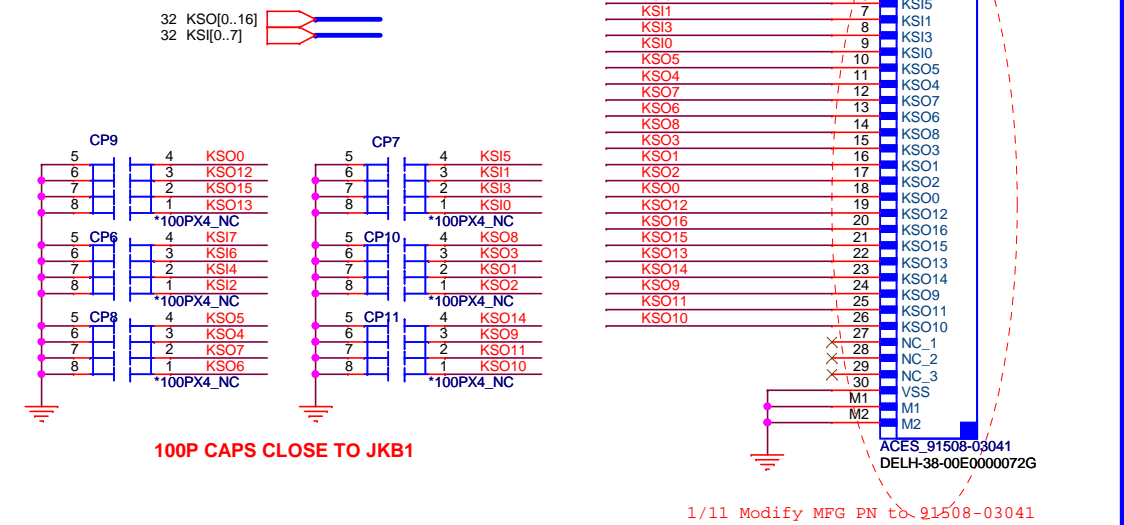 32 KSO[0..16]
32 KSI[0..7]
CP9
5 4 KSO0
6 3 KSO12
7 2 KSO15
8 1 KSO13
*100PX4_NC
5 CP6 4 KSI7
6 3 KSI6
7 2 KSI4
8 1 KSI2
*100PX4_NC
5 CP8 4 KSO5
6 3 KSO4
7 2 KSO7
8 1 KSO6
*100PX4_NC
CP7
5 4 KSI5
6 3 KSI1
7 2 KSI3
8 1 KSI0
*100PX4_NC
5 CP10 4 KSO8
6 3 KSO3
7 2 KSO1
8 1 KSO2
*100PX4_NC
5 CP11 4 KSO14
6 3 KSO9
7 2 KSO11
8 1 KSO10
*100PX4_NC
100P CAPS CLOSE TO JKB1
KSI5
KSI1 7 KSI1
KSI3 8 KSI3
KSI0 9 KSI0
KSO5 10 KSO5
KSO4 11 KSO4
KSO7 12 KSO7
KSO6 13 KSO6
KSO8 14 KSO8
KSO3 15 KSO3
KSO1 16 KSO1
KSO2 17 KSO2
KSO0 18 KSO0
KSO12 19 KSO12
KSO16 20 KSO16
KSO15 21 KSO15
KSO13 22 KSO13
KSO14 23 KSO14
KSO9 24 KSO9
KSO11 25 KSO11
KSO10 26 KSO10
27 NC_1
28 NC_2
29 NC_3
30 VSS
M1 M1
M2 M2
ACES_91508-03041
DELH-38-00E0000072G
1/11 Modify MFG PN to 91508-03041